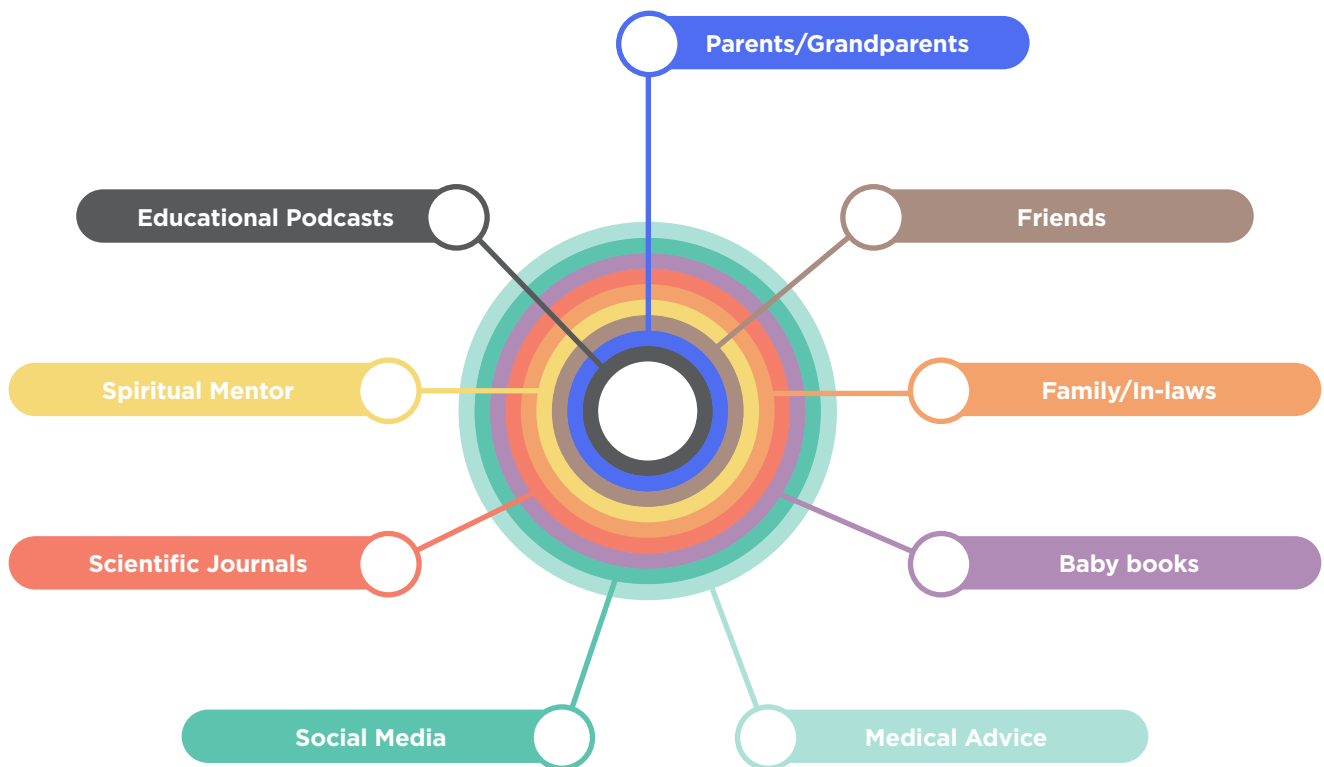 Parents/Grandparents
Educational Podcasts
Friends
Spiritual Mentor
Family/In-laws
Scientific Journals
Baby books
Social Media
Medical Advice